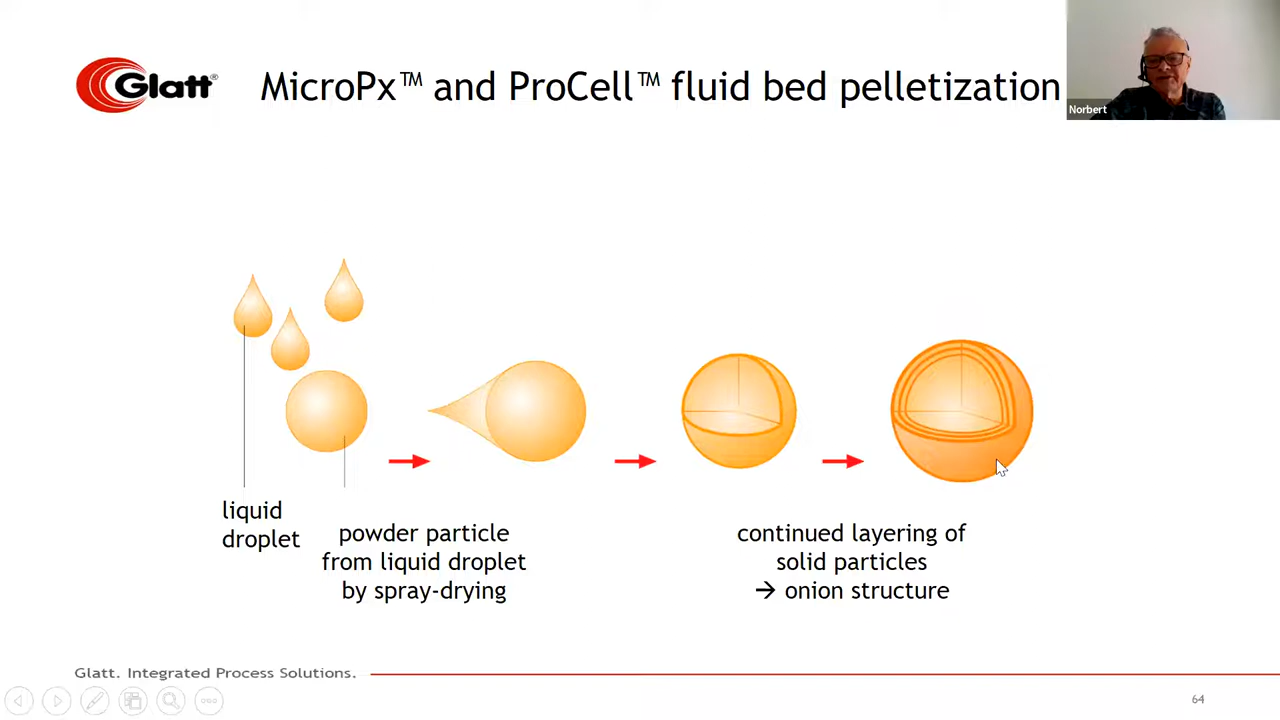 Glatt®
MicroPx™ and ProCell™ fluid bed pelletization
Norbert
liquid
droplet
powder particle
from liquid droplet
by spray-drying
continued layering of
solid particles
→ onion structure
Glatt. Integrated Process Solutions.
64